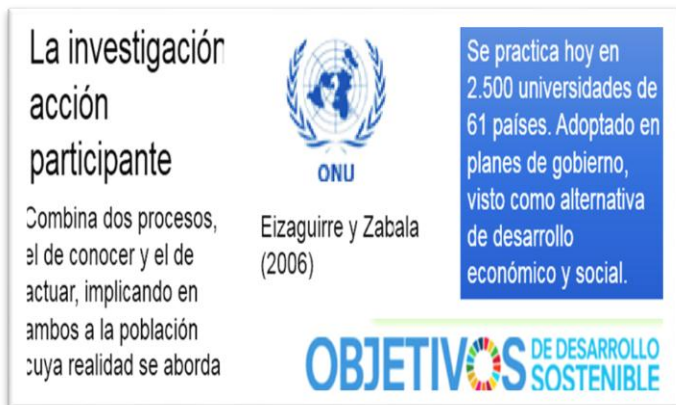 La investigación
acción
participante
Combina dos procesos,
el de conocer y el de
actuar, implicando en
ambos a la población
cuya realidad se aborda
ONU
Eizaguirre y Zabala
(2006)
Se practica hoy en
2.500 universidades de
61 países. Adoptado en
planes de gobierno,
visto como alternativa
de desarrollo
económico y social.
OBJETIVOS DE DESARROLLO
SOSTENIBLE